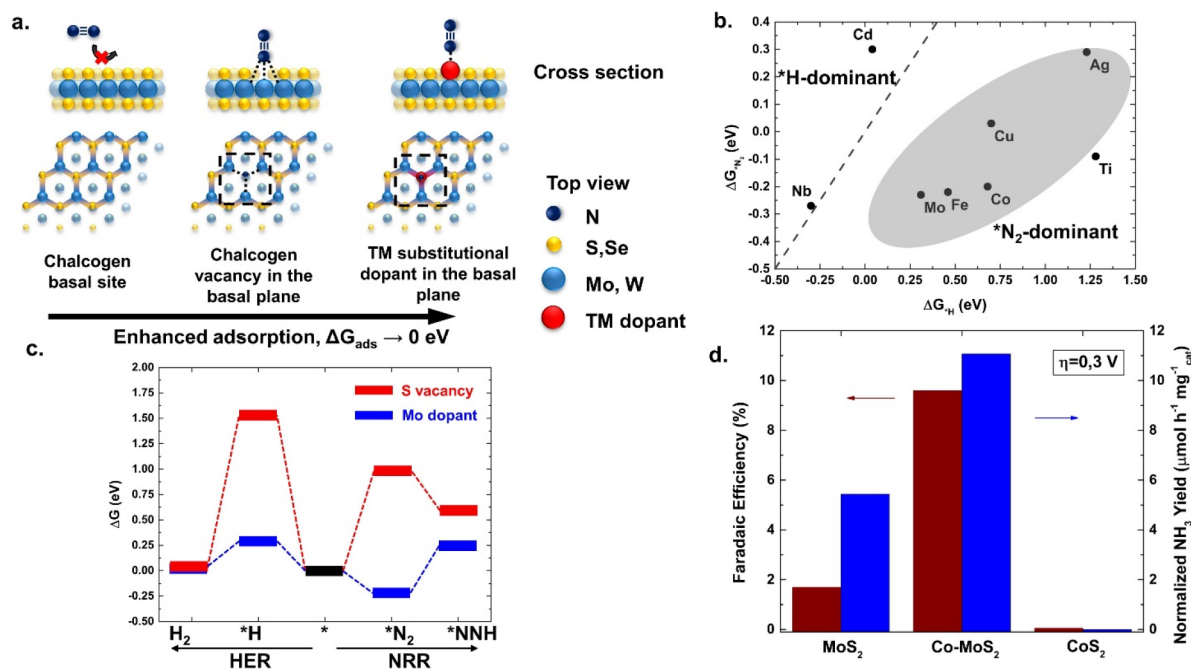 a.
Cross section
Top view
N
S,Se
Mo, W
TM dopant
Chalcogen
basal site
Chalcogen
vacancy in the
basal plane
TM substitutional
dopant in the basal
plane
Enhanced adsorption, ΔG_ads → 0 eV
b.
0.4
0.3
0.2
0.1
0.0
-0.1
-0.2
-0.3
-0.4
-0.5
ΔG_*N₂ (eV)
Cd
*H-dominant
Ag
Cu
Ti
Nb
Mo
Fe
Co
*N₂-dominant
-0.50 -0.25 0.00 0.25 0.50 0.75 1.00 1.25 1.50
ΔG_*H (eV)
c.
2.00
1.75
1.50
1.25
1.00
0.75
0.50
0.25
0.00
-0.25
-0.50
ΔG (eV)
S vacancy
Mo dopant
H₂ *H * *N₂ *NNH
HER NRR
d.
12
10
8
6
4
2
0
Faradaic Efficiency (%)
η=0,3 V
12
10
8
6
4
2
0
Normalized NH₃ Yield (μmol h⁻¹ mg⁻¹_cat)
MoS₂ Co-MoS₂ CoS₂